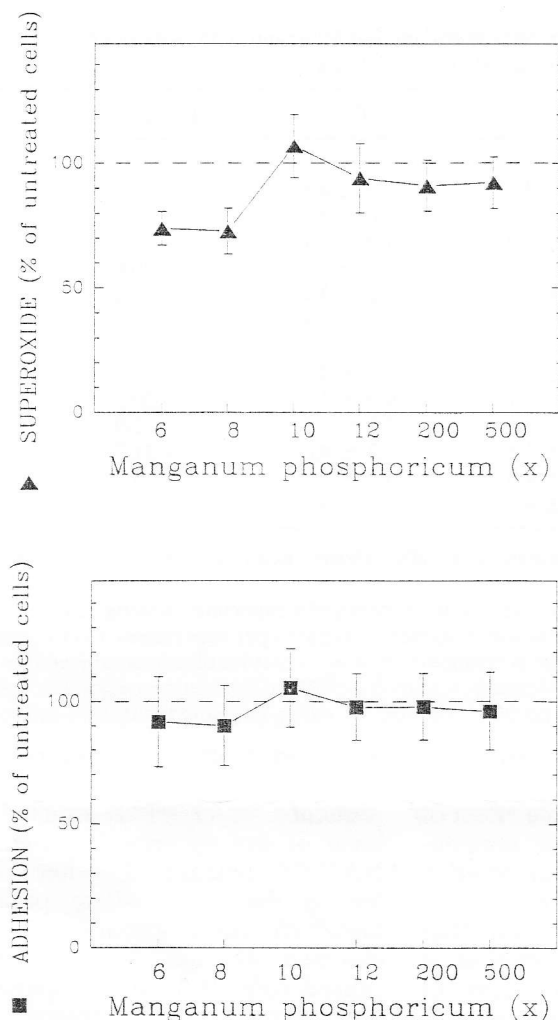 SUPEROXIDE (% of untreated cells)
100
50
0
6 8 10 12 200 500
Manganum phosphoricum (x)
ADHESION (% of untreated cells)
100
50
0
6 8 10 12 200 500
Manganum phosphoricum (x)